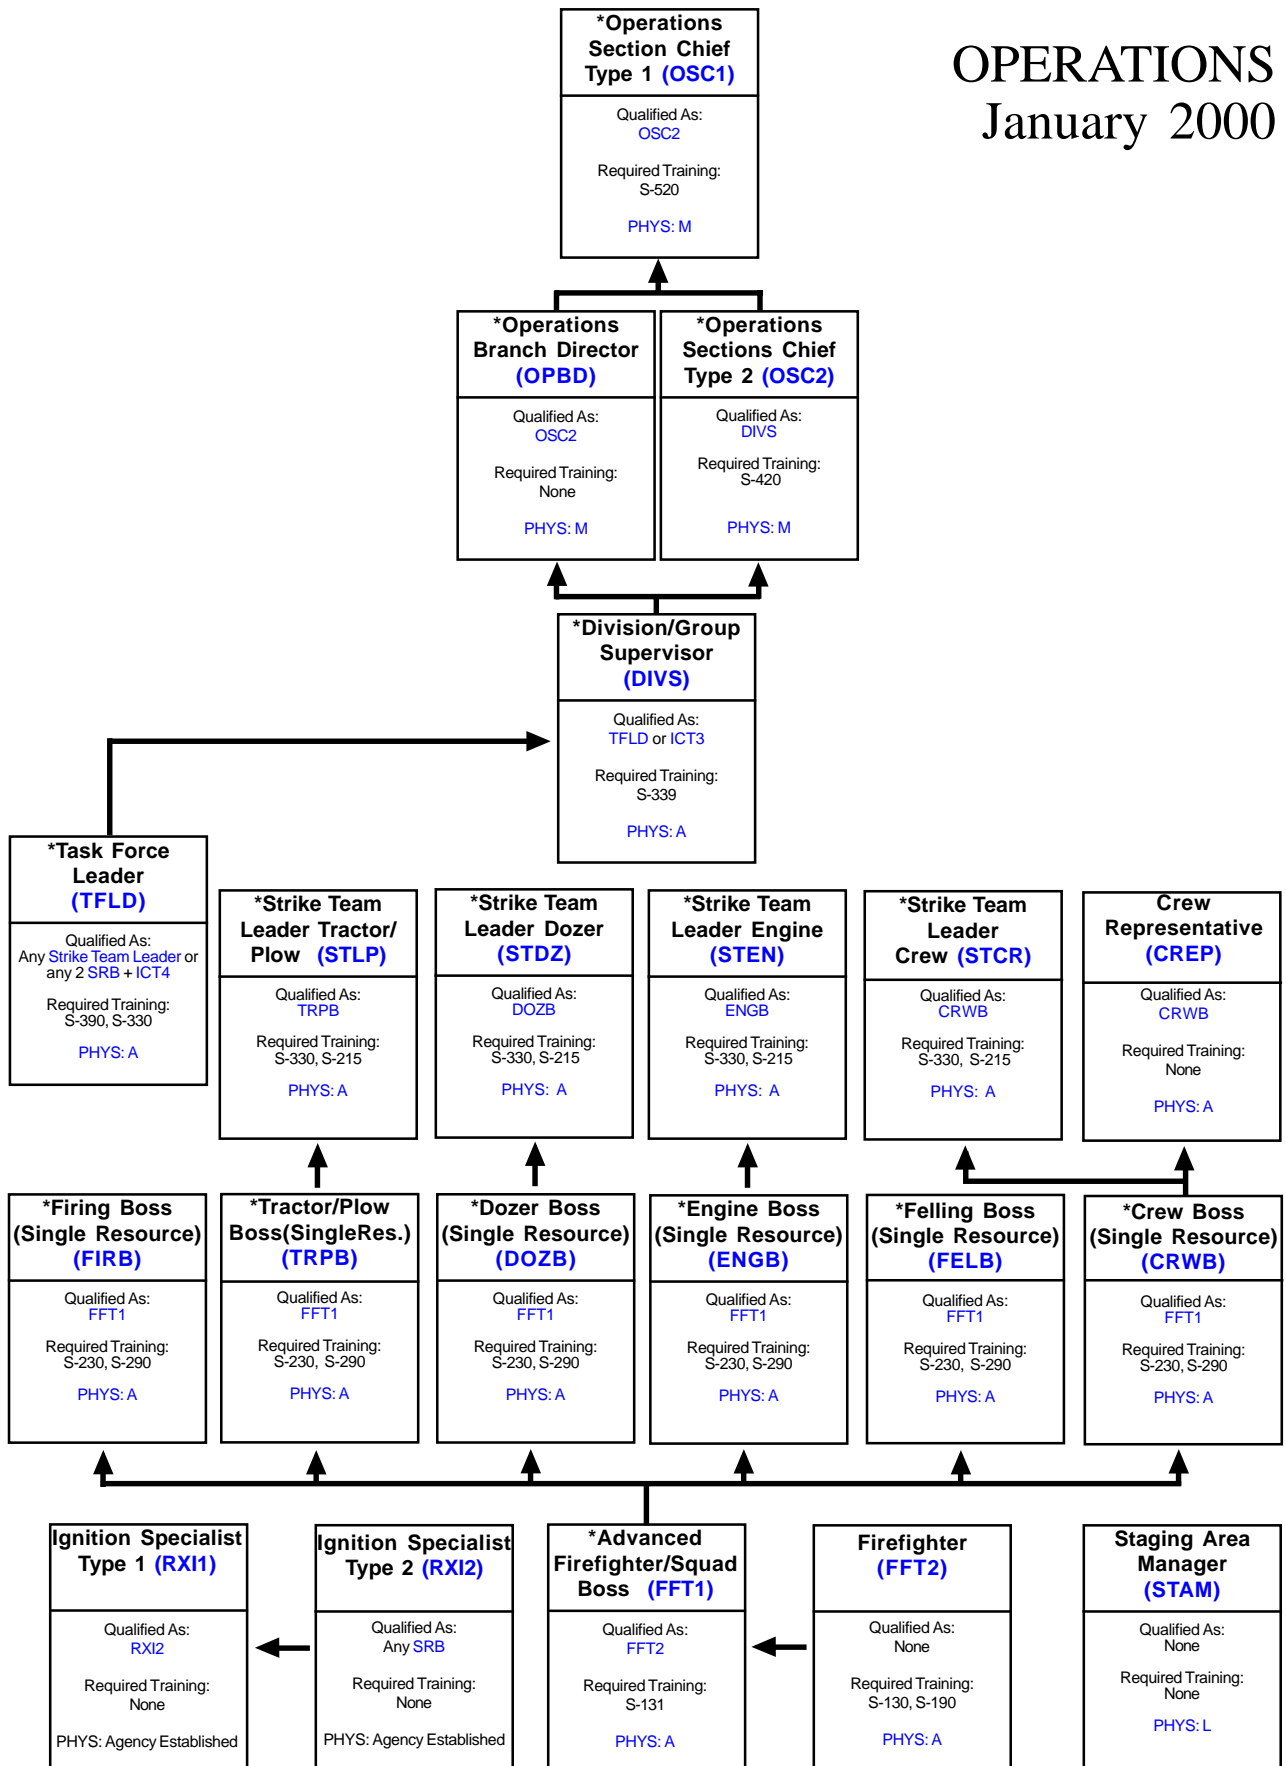 OPERATIONS
January 2000
*Operations
Section Chief
Type 1 (OSC1)
Qualified As:
OSC2
Required Training:
S-520
PHYS: M
*Operations
Branch Director
(OPBD)
Qualified As:
OSC2
Required Training:
None
PHYS: M
*Operations
Sections Chief
Type 2 (OSC2)
Qualified As:
DIVS
Required Training:
S-420
PHYS: M
*Division/Group
Supervisor
(DIVS)
Qualified As:
TFLD or ICT3
Required Training:
S-339
PHYS: A
*Task Force
Leader
(TFLD)
Qualified As:
Any Strike Team Leader or
any 2 SRB + ICT4
Required Training:
S-390, S-330
PHYS: A
*Strike Team
Leader Tractor/
Plow (STLP)
Qualified As:
TRPB
Required Training:
S-330, S-215
PHYS: A
*Strike Team
Leader Dozer
(STDZ)
Qualified As:
DOZB
Required Training:
S-330, S-215
PHYS: A
*Strike Team
Leader Engine
(STEN)
Qualified As:
ENGB
Required Training:
S-330, S-215
PHYS: A
*Strike Team
Leader
Crew (STCR)
Qualified As:
CRWB
Required Training:
S-330, S-215
PHYS: A
Crew
Representative
(CREP)
Qualified As:
CRWB
Required Training:
None
PHYS: A
*Firing Boss
(Single Resource)
(FIRB)
Qualified As:
FFT1
Required Training:
S-230, S-290
PHYS: A
*Tractor/Plow
Boss(SingleRes.)
(TRPB)
Qualified As:
FFT1
Required Training:
S-230, S-290
PHYS: A
*Dozer Boss
(Single Resource)
(DOZB)
Qualified As:
FFT1
Required Training:
S-230, S-290
PHYS: A
*Engine Boss
(Single Resource)
(ENGB)
Qualified As:
FFT1
Required Training:
S-230, S-290
PHYS: A
*Felling Boss
(Single Resource)
(FELB)
Qualified As:
FFT1
Required Training:
S-230, S-290
PHYS: A
*Crew Boss
(Single Resource)
(CRWB)
Qualified As:
FFT1
Required Training:
S-230, S-290
PHYS: A
Ignition Specialist
Type 1 (RXI1)
Qualified As:
RXI2
Required Training:
None
PHYS: Agency Established
Ignition Specialist
Type 2 (RXI2)
Qualified As:
Any SRB
Required Training:
None
PHYS: Agency Established
*Advanced
Firefighter/Squad
Boss (FFT1)
Qualified As:
FFT2
Required Training:
S-131
PHYS: A
Firefighter
(FFT2)
Qualified As:
None
Required Training:
S-130, S-190
PHYS: A
Staging Area
Manager
(STAM)
Qualified As:
None
Required Training:
None
PHYS: L